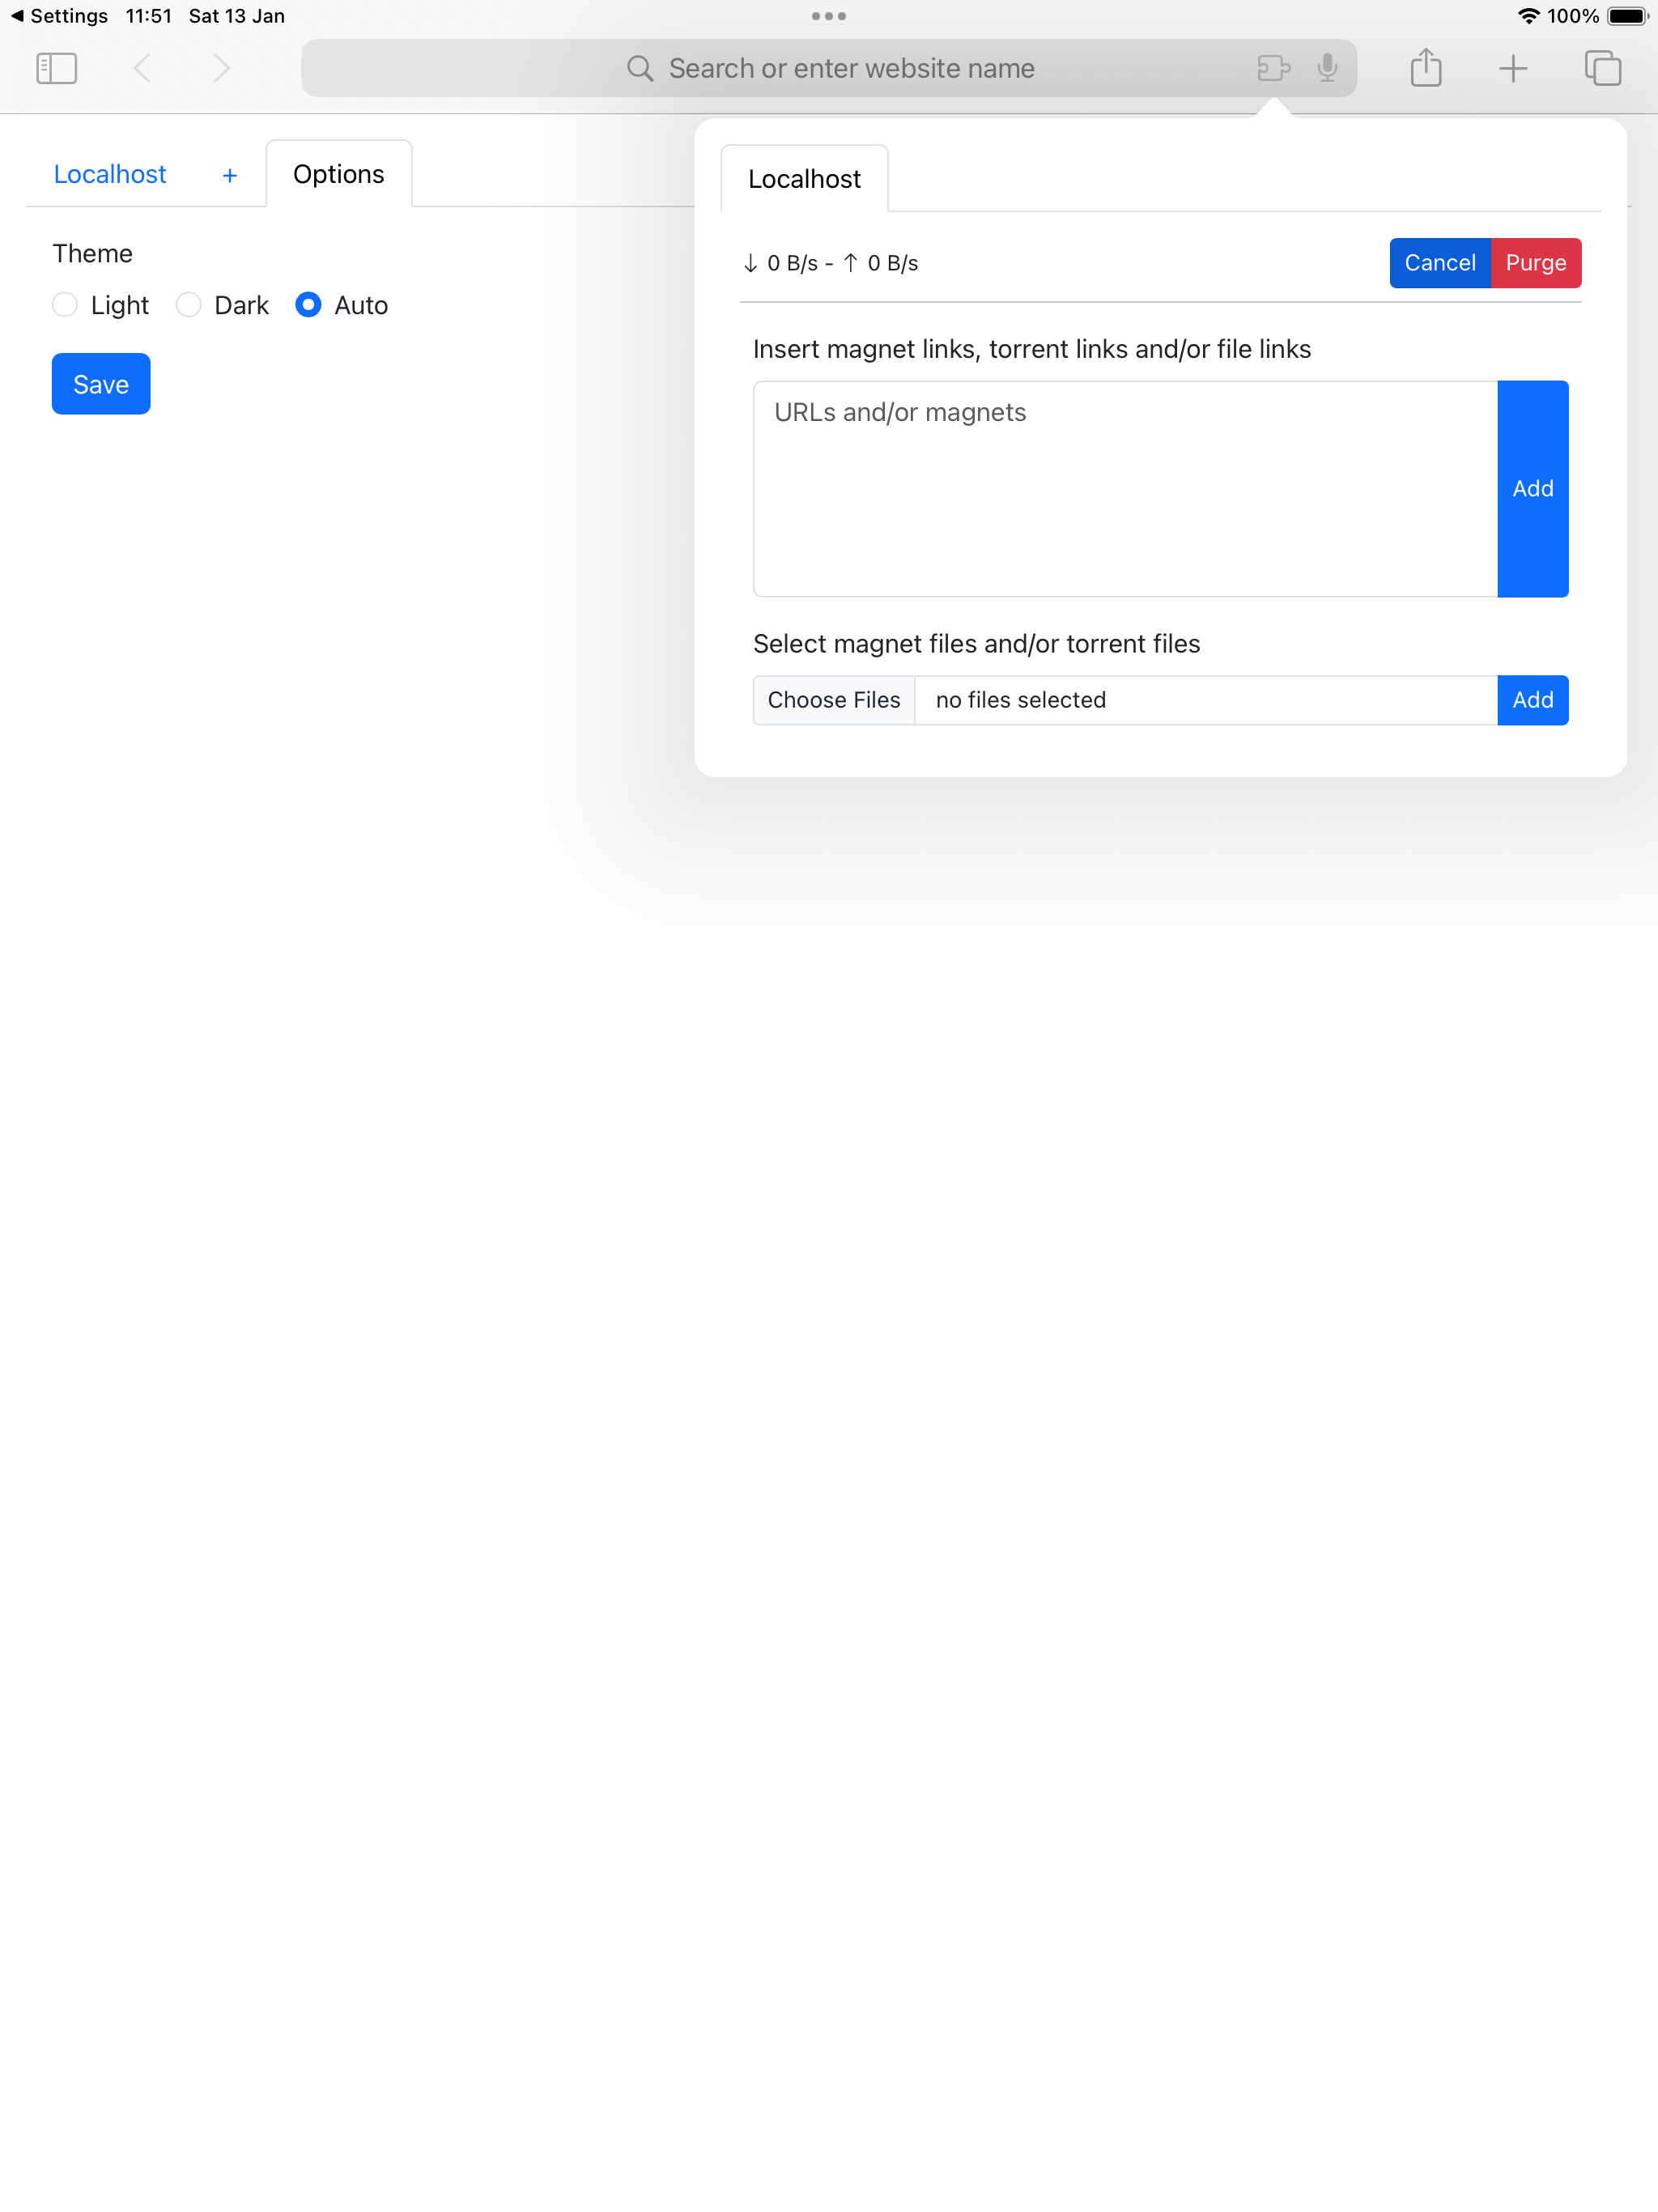 ◀ Settings 11:51 Sat 13 Jan 100%
Search or enter website name
Localhost + Options
Theme
Light Dark Auto
Save
Localhost
↓ 0 B/s - ↑ 0 B/s Cancel Purge
Insert magnet links, torrent links and/or file links
URLs and/or magnets
Add
Select magnet files and/or torrent files
Choose Files no files selected Add